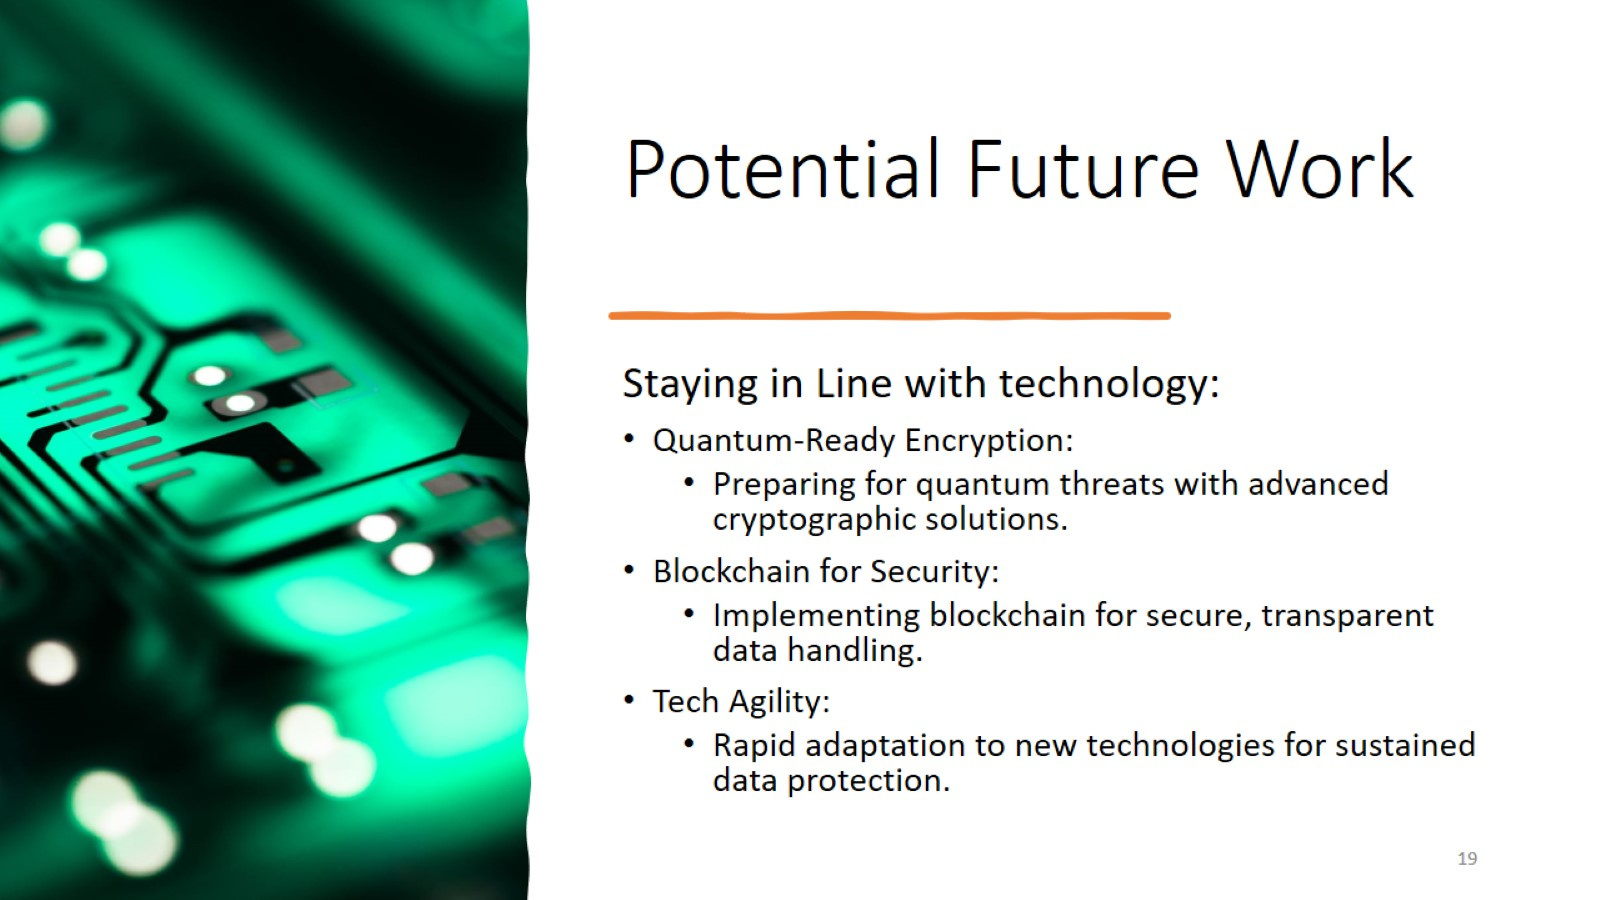 Potential Future Work
Staying in Line with technology:
• Quantum-Ready Encryption:
• Preparing for quantum threats with advanced
cryptographic solutions.
• Blockchain for Security:
• Implementing blockchain for secure, transparent
data handling.
• Tech Agility:
• Rapid adaptation to new technologies for sustained
data protection.
19